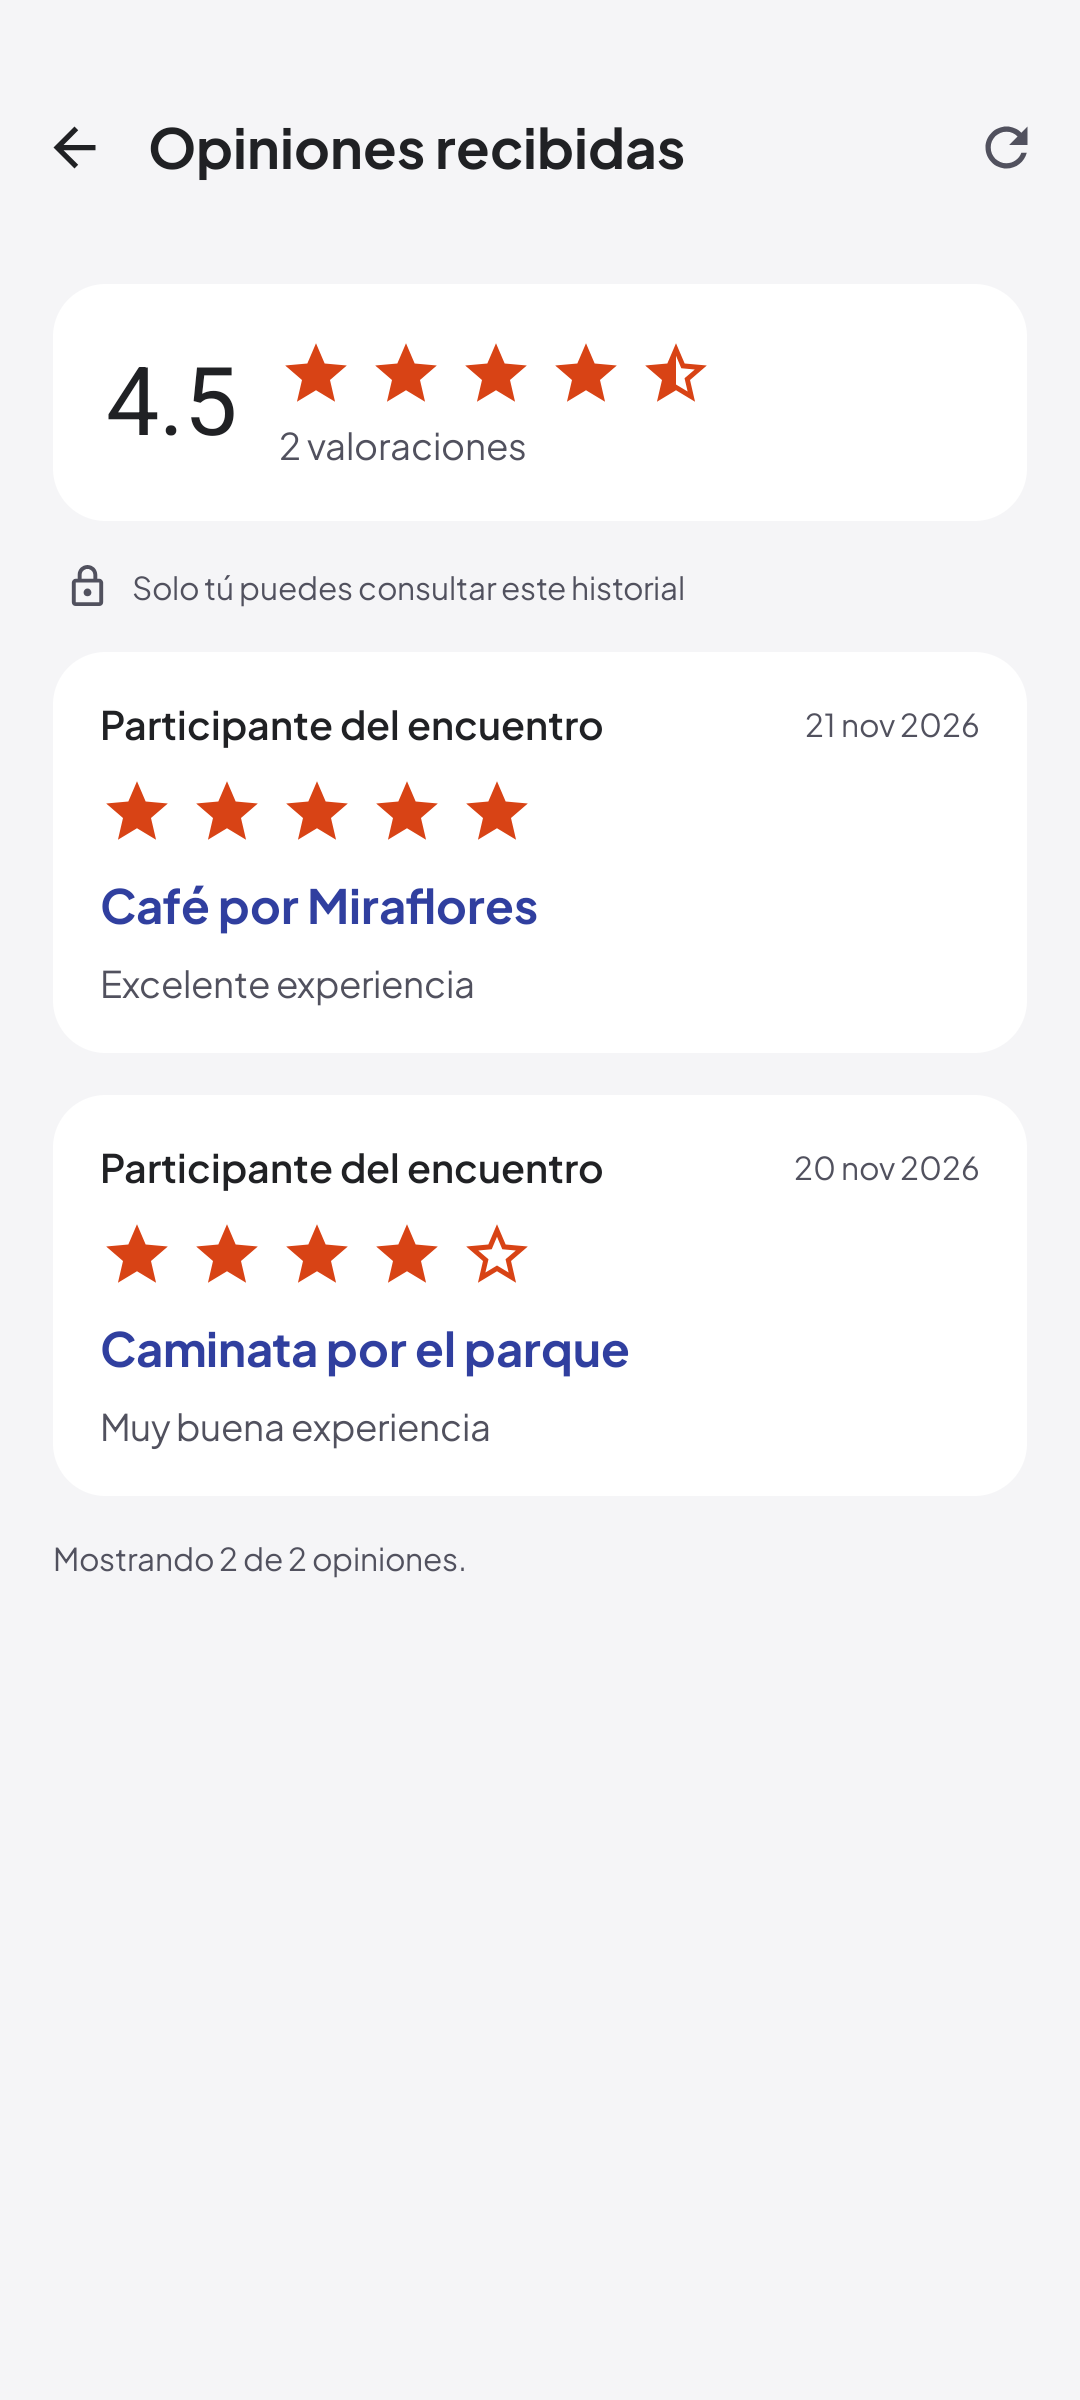 Opiniones recibidas
4.5
2 valoraciones
Solo tú puedes consultar este historial
Participante del encuentro
21 nov 2026
Café por Miraflores
Excelente experiencia
Participante del encuentro
20 nov 2026
Caminata por el parque
Muy buena experiencia
Mostrando 2 de 2 opiniones.